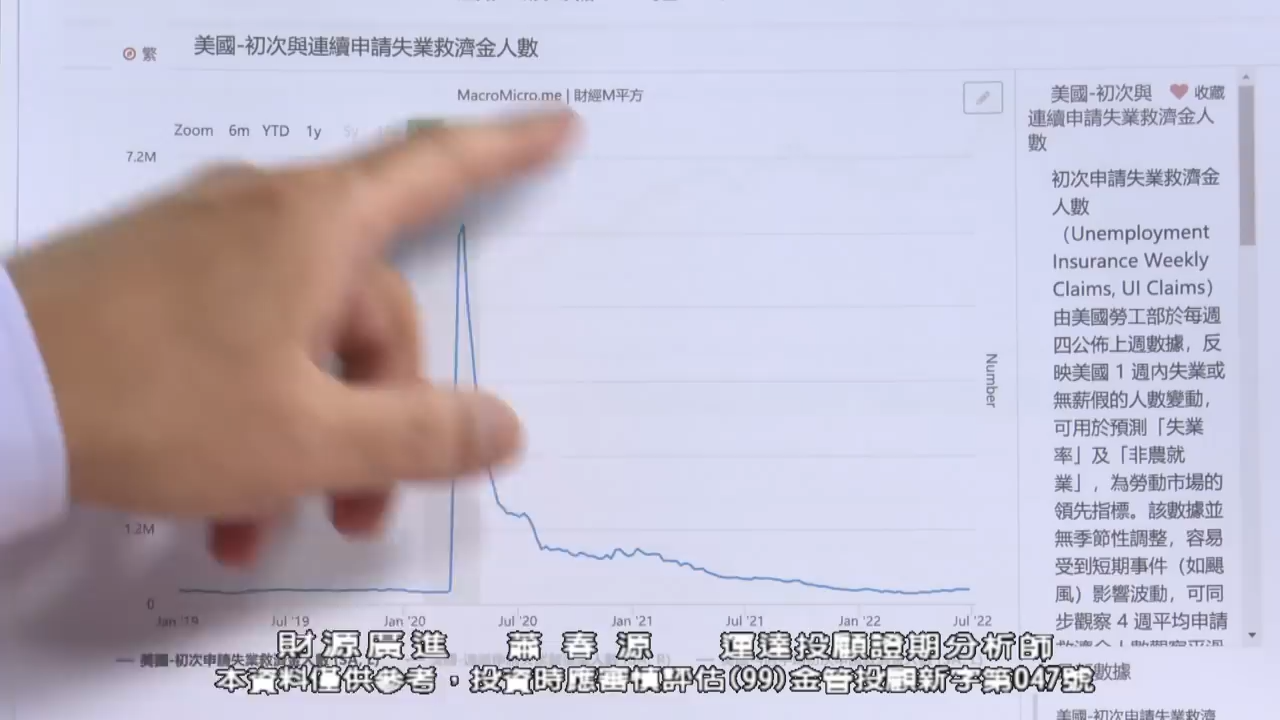 繁
美國-初次與連續申請失業救濟金人數
MacroMicro.me | 財經M平方
Zoom 6m YTD 1y 5y
7.2M
1.2M
0
Jan '19 Jul '19 Jan '20 Jul '20 Jan '21 Jul '21 Jan '22 Jul '22
Number
美國-初次與 收藏
連續申請失業救濟金人
數
初次申請失業救濟金
人數
（Unemployment
Insurance Weekly
Claims, UI Claims）
由美國勞工部於每週
四公佈上週數據，反
映美國 1 週內失業或
無薪假的人數變動，
可用於預測「失業
率」及「非農就
業」，為勞動市場的
領先指標。該數據並
無季節性調整，容易
受到短期事件（如颶
風）影響波動，可同
步觀察 4 週平均申請
數據
美國-初次申請失業救濟
財源廣進 蕭春源 運達投顧證期分析師
本資料僅供參考，投資時應審慎評估(99)金管投顧新字第047號